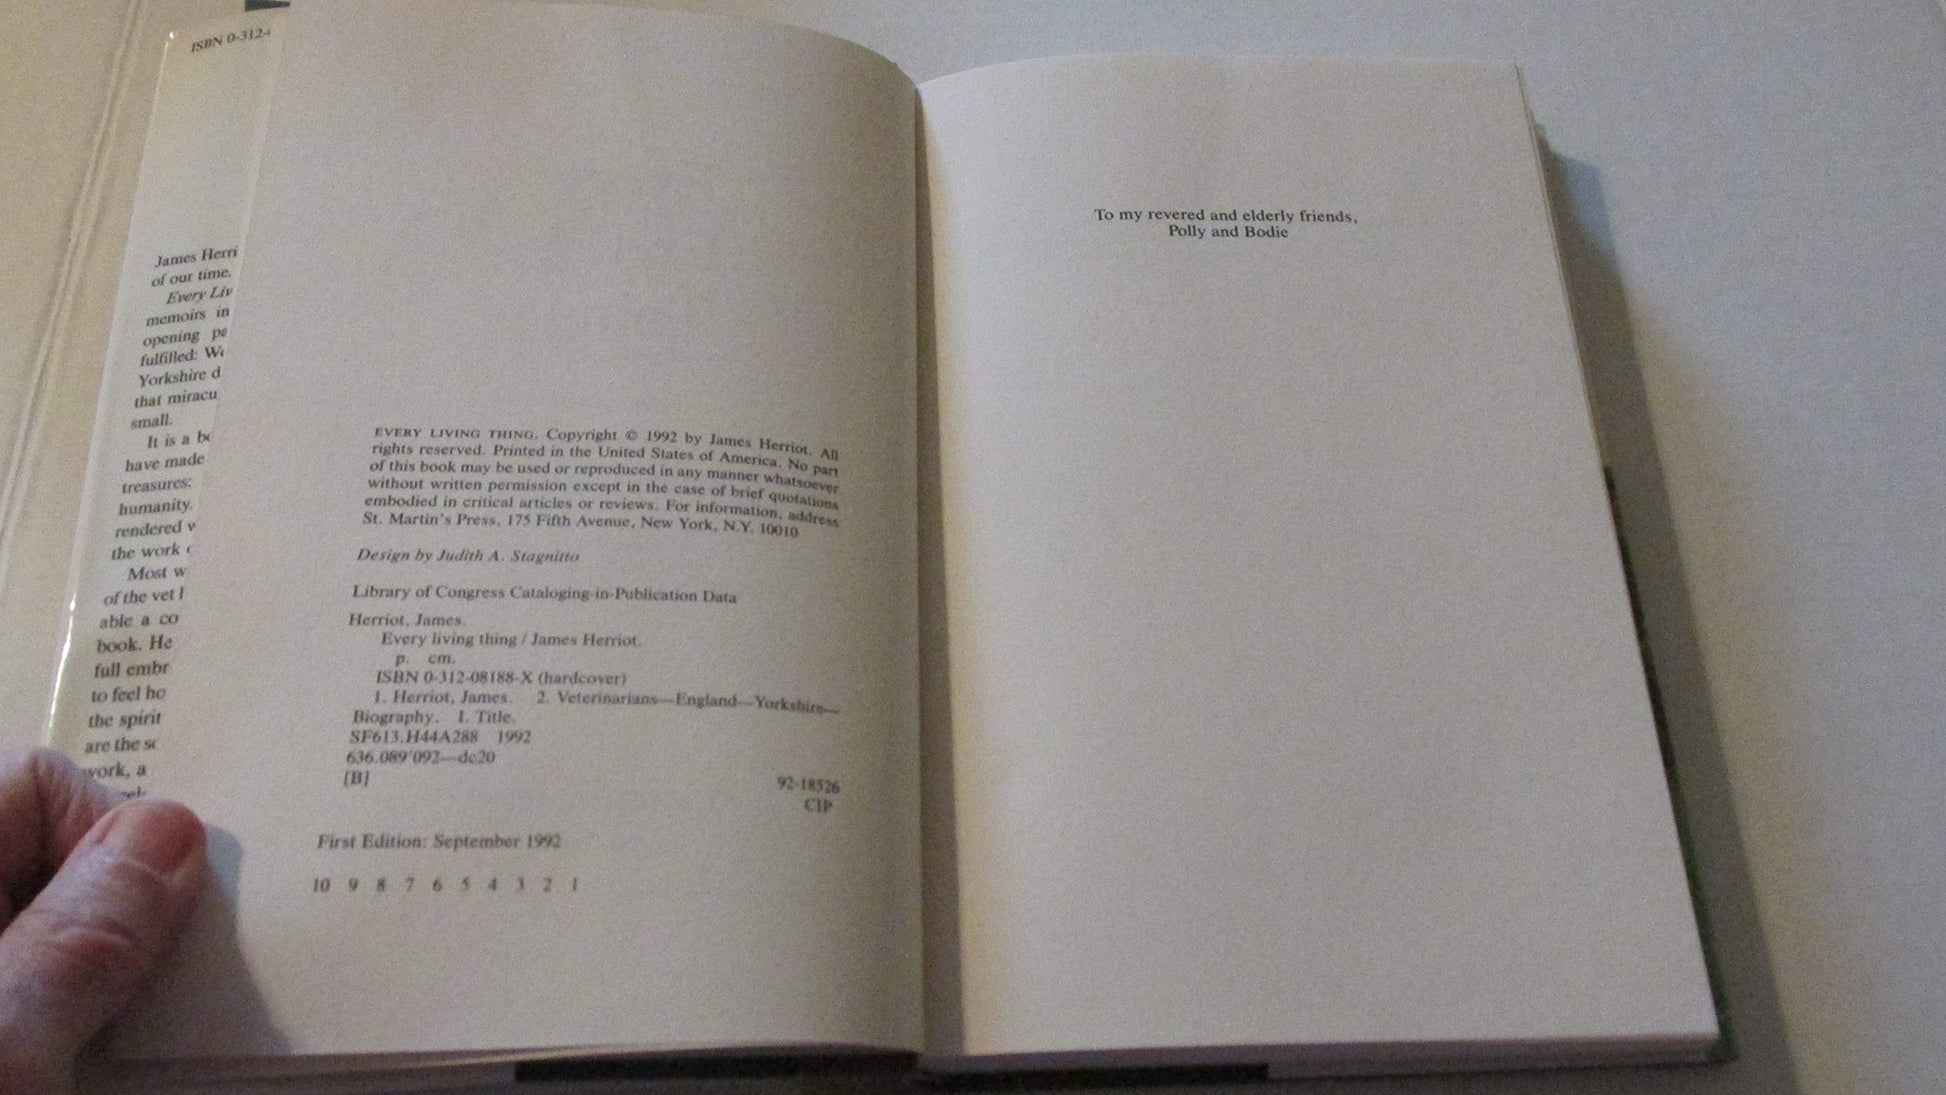 ISBN 0-312-
James Herri
of our time.
Every Liv
memoirs in
opening pe
fulfilled: We
Yorkshire d
that miracu
small.
It is a be
have made
treasures:
humanity.
rendered w
the work o
Most w
of the vet l
able a co
book. He
full embr
to feel ho
the spirit
are the sc
work, a
EVERY LIVING THING. Copyright © 1992 by James Herriot. All
rights reserved. Printed in the United States of America. No part
of this book may be used or reproduced in any manner whatsoever
without written permission except in the case of brief quotations
embodied in critical articles or reviews. For information, address
St. Martin's Press, 175 Fifth Avenue, New York, N.Y. 10010
Design by Judith A. Stagnitto
Library of Congress Cataloging-in-Publication Data
Herriot, James.
Every living thing / James Herriot.
p. cm.
ISBN 0-312-08188-X (hardcover)
1. Herriot, James. 2. Veterinarians—England—Yorkshire—
Biography. I. Title.
SF613.H44A288 1992
636.089'092—dc20
[B]
92-18526
CIP
First Edition: September 1992
10 9 8 7 6 5 4 3 2 1
To my revered and elderly friends,
Polly and Bodie